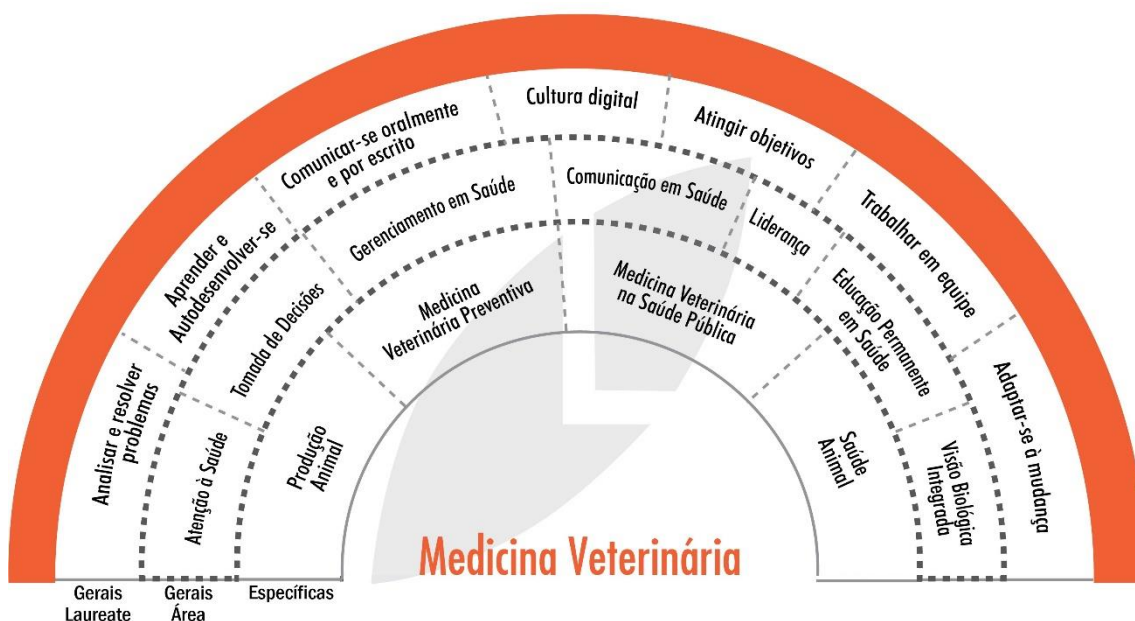 Analisar e resolver
problemas
Aprender e
Autodesenvolver-se
Comunicar-se oralmente
e por escrito
Cultura digital
Atingir objetivos
Trabalhar em equipe
Adaptar-se à mudança
Atenção à Saúde
Tomada de Decisões
Gerenciamento em Saúde
Comunicação em Saúde
Liderança
Educação Permanente
em Saúde
Visão Biológica
Integrada
Produção
Animal
Medicina
Veterinária Preventiva
Medicina Veterinária
na Saúde Pública
Saúde
Animal
Medicina Veterinária
Gerais
Laureate
Gerais
Área
Específicas